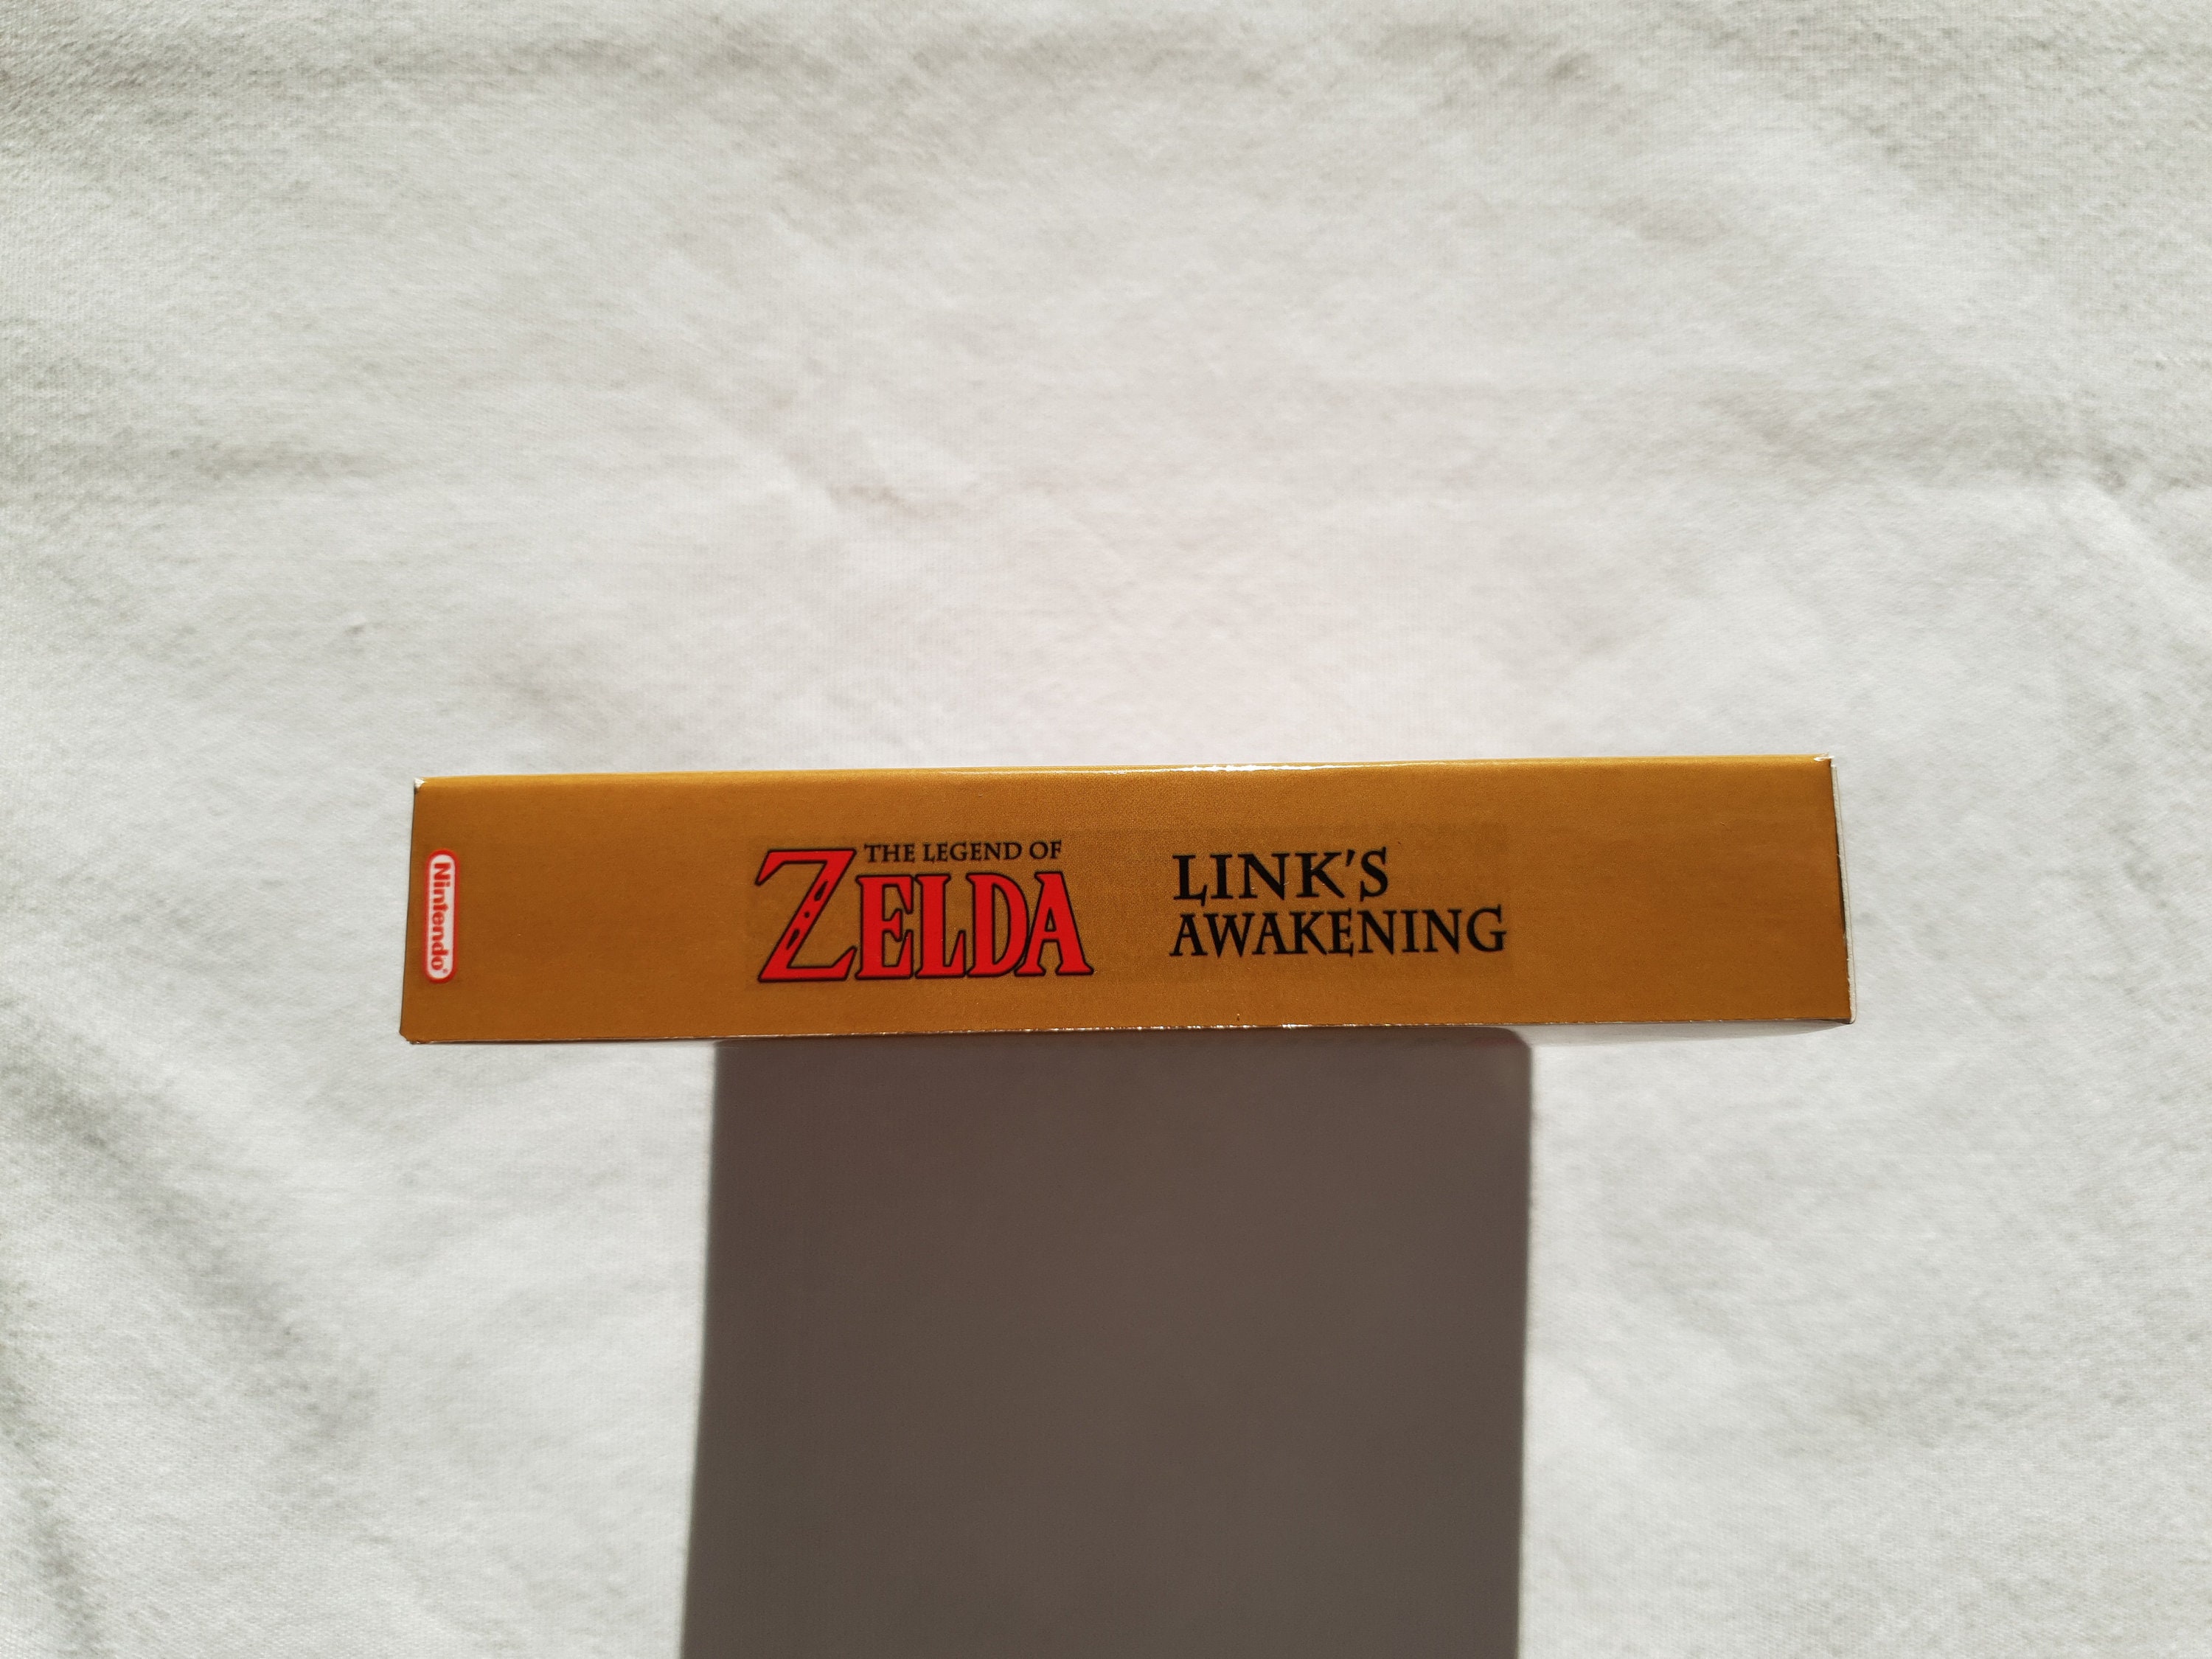 Nintendo®
THE LEGEND OF
ZELDA
LINK'S
AWAKENING